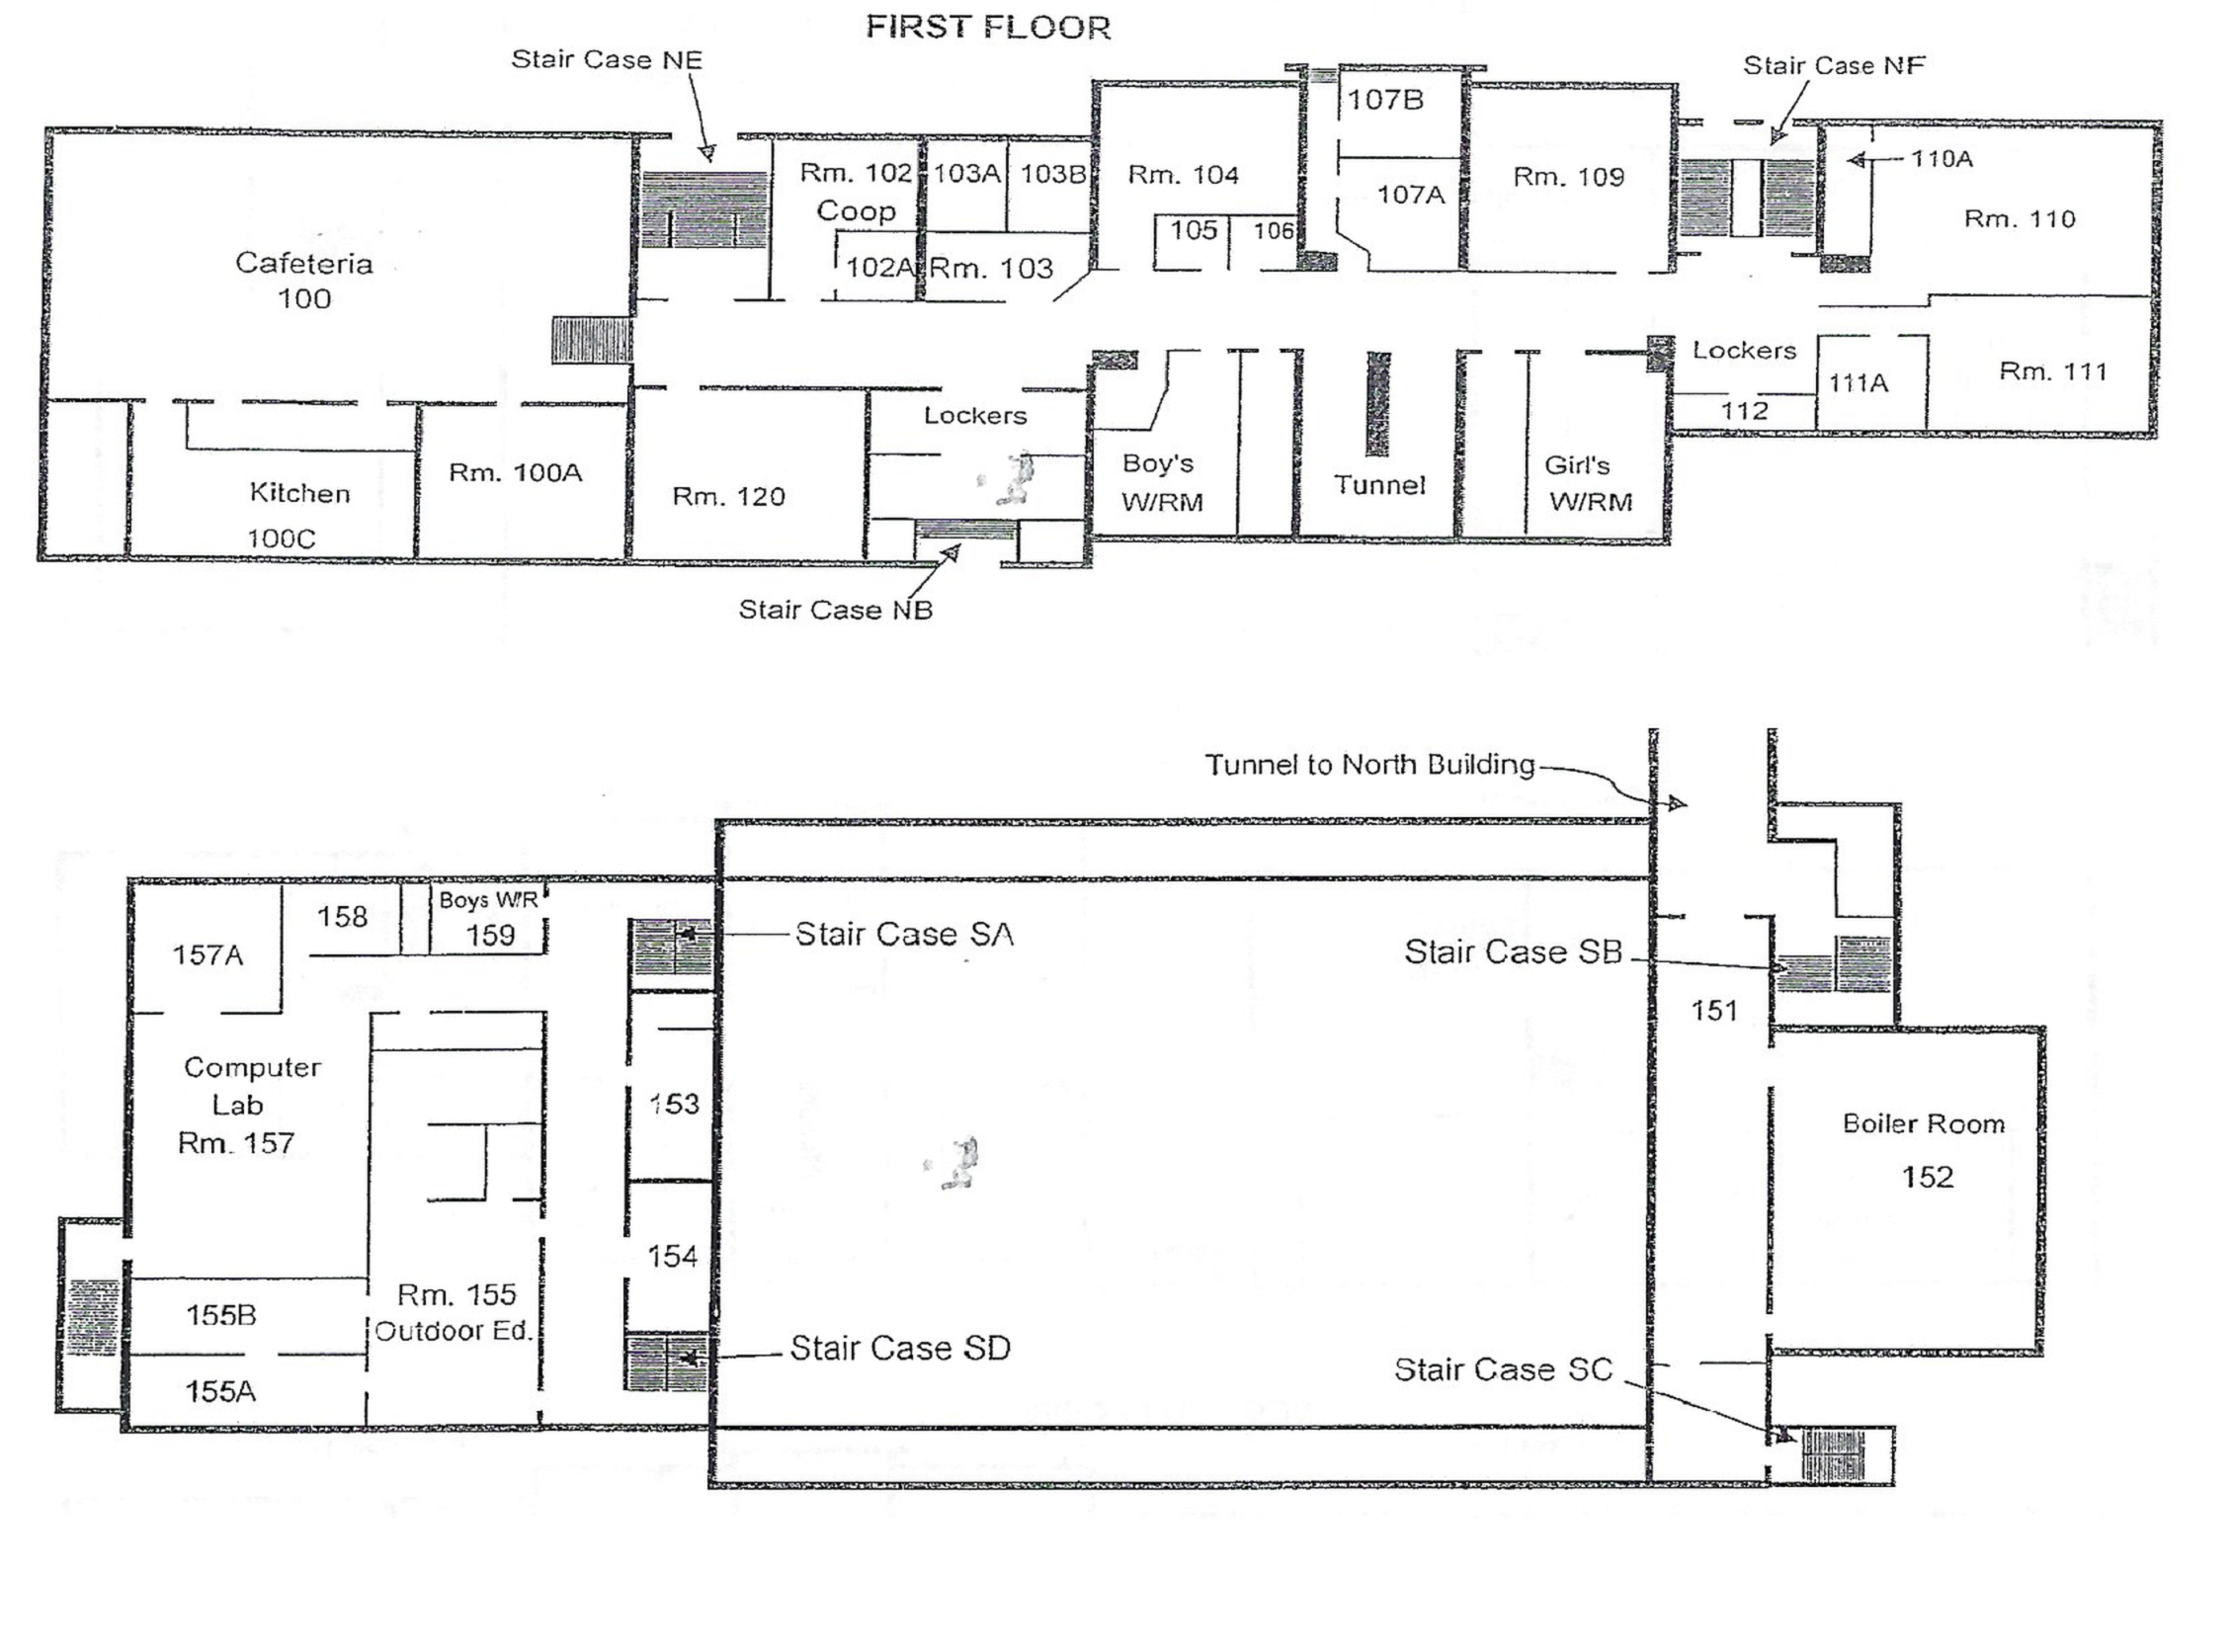 FIRST FLOOR
Stair Case NE
Stair Case NF
107B
110A
Rm. 102
Coop
103A
103B
Rm. 104
107A
Rm. 109
Rm. 110
105
106
Cafeteria
100
102A
Rm. 103
Lockers
111A
Rm. 111
112
Lockers
Kitchen
100C
Rm. 100A
Rm. 120
Boy's
W/RM
Tunnel
Girl's
W/RM
Stair Case NB
Tunnel to North Building
157A
158
Boys W/R
159
Stair Case SA
Stair Case SB
151
Computer
Lab
Rm. 157
153
Boiler Room
152
154
155B
Rm. 155
Outdoor Ed.
155A
Stair Case SD
Stair Case SC